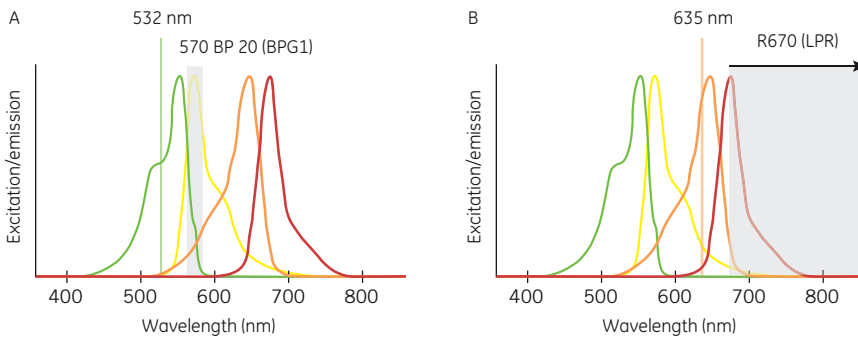 A
532 nm
570 BP 20 (BPG1)
Excitation/emission
400 500 600 700 800
Wavelength (nm)
B
635 nm
R670 (LPR)
Excitation/emission
400 500 600 700 800
Wavelength (nm)